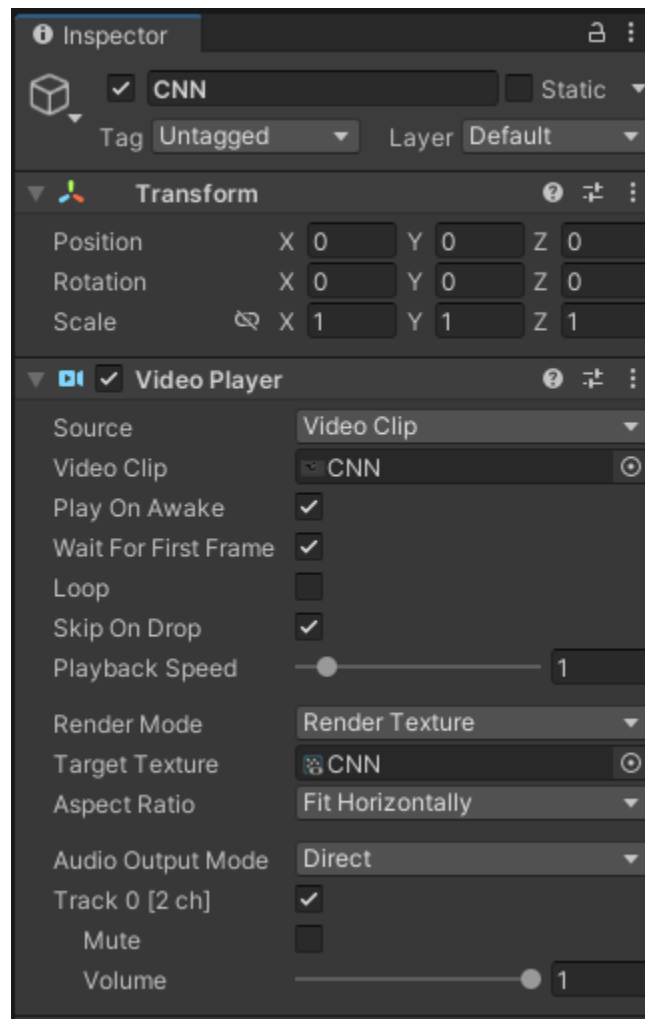 Inspector
CNN Static
Tag Untagged Layer Default
Transform
Position X 0 Y 0 Z 0
Rotation X 0 Y 0 Z 0
Scale X 1 Y 1 Z 1
Video Player
Source Video Clip
Video Clip CNN
Play On Awake
Wait For First Frame
Loop
Skip On Drop
Playback Speed 1
Render Mode Render Texture
Target Texture CNN
Aspect Ratio Fit Horizontally
Audio Output Mode Direct
Track 0 [2 ch]
Mute
Volume 1